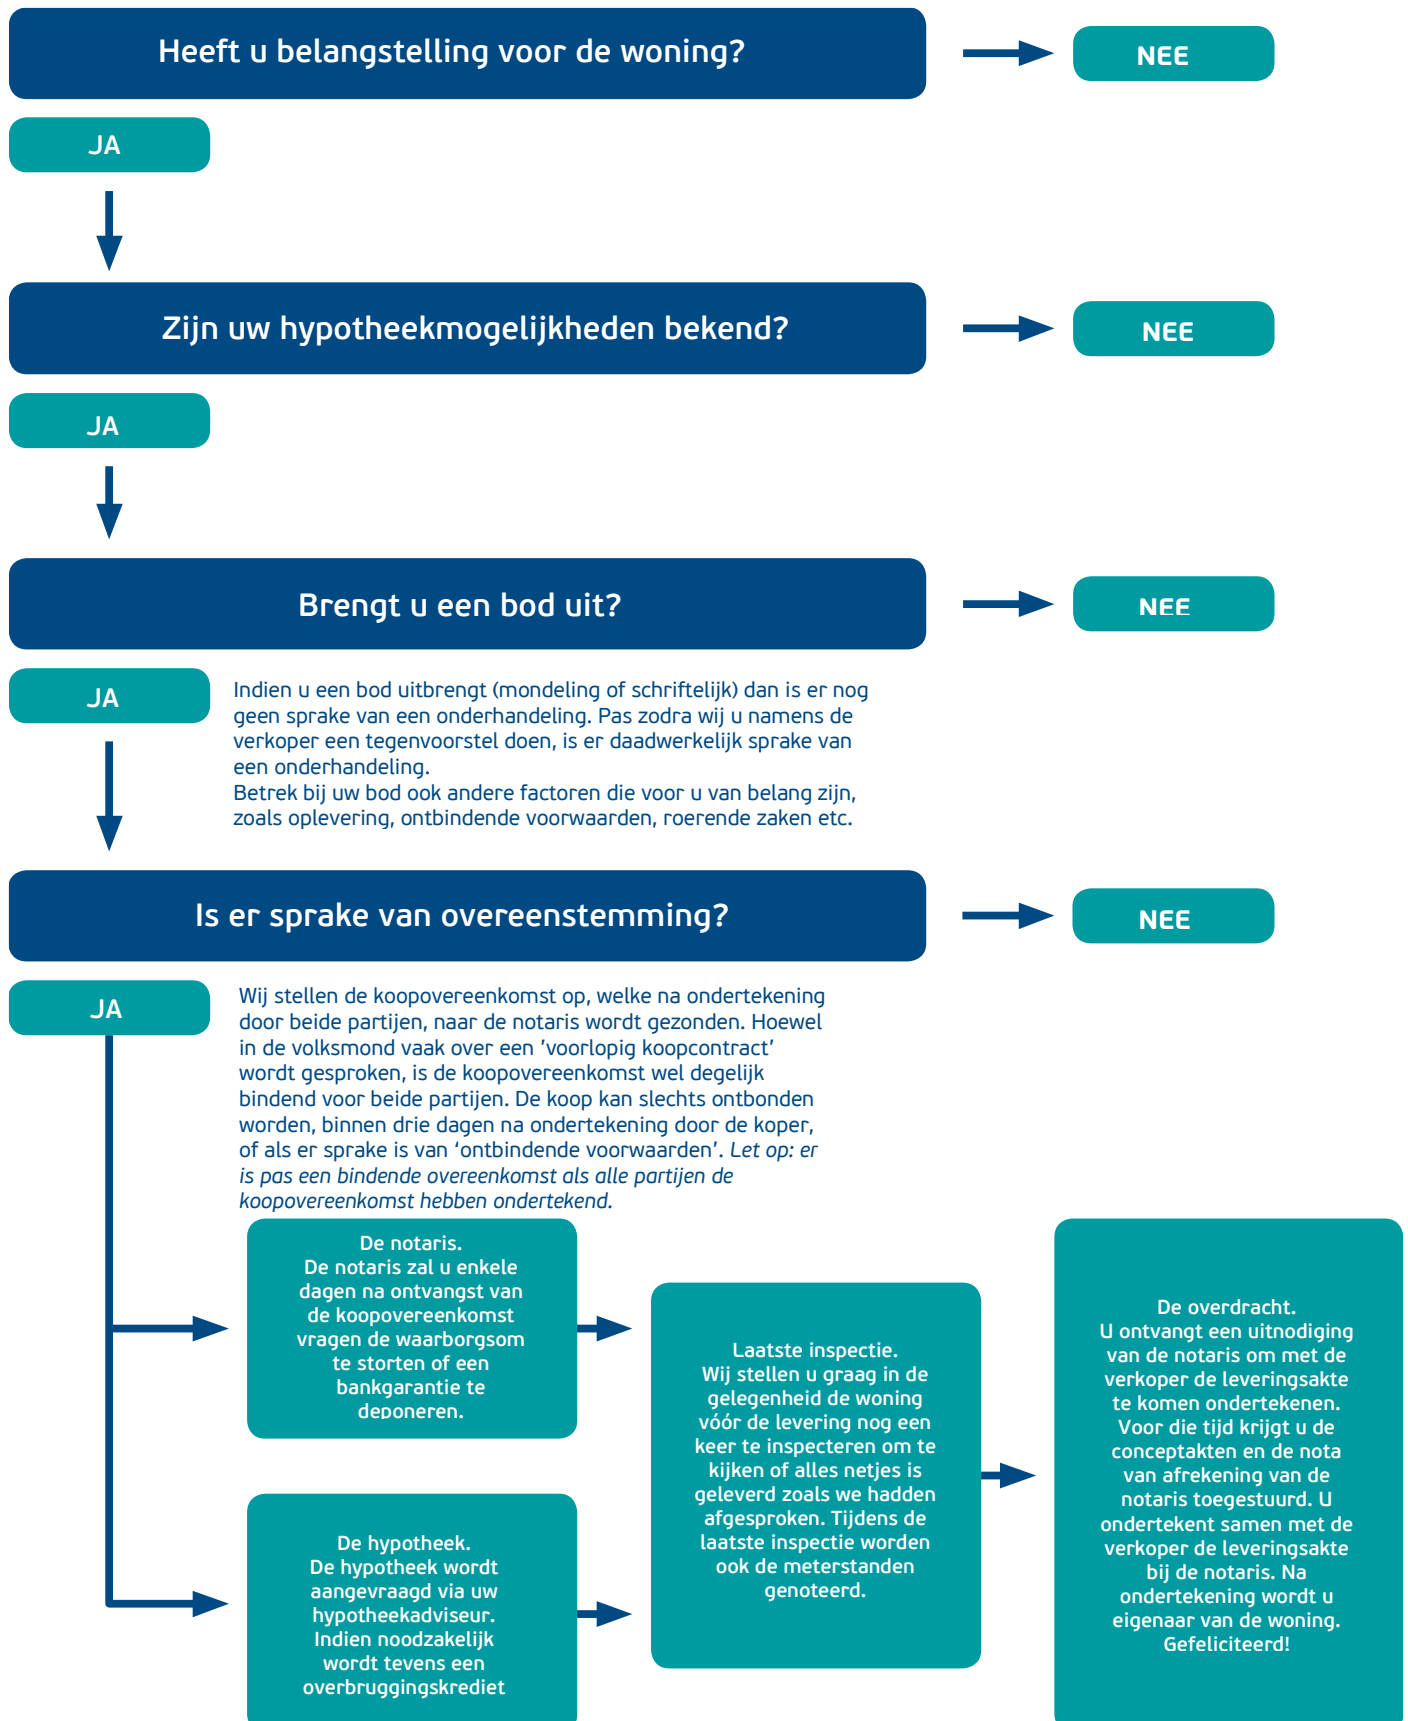 Heeft u belangstelling voor de woning?
NEE
JA
Zijn uw hypotheekmogelijkheden bekend?
NEE
JA
Brengt u een bod uit?
NEE
JA
Indien u een bod uitbrengt (mondeling of schriftelijk) dan is er nog
geen sprake van een onderhandeling. Pas zodra wij u namens de
verkoper een tegenvoorstel doen, is er daadwerkelijk sprake van
een onderhandeling.
Betrek bij uw bod ook andere factoren die voor u van belang zijn,
zoals oplevering, ontbindende voorwaarden, roerende zaken etc.
Is er sprake van overeenstemming?
NEE
JA
Wij stellen de koopovereenkomst op, welke na ondertekening
door beide partijen, naar de notaris wordt gezonden. Hoewel
in de volksmond vaak over een 'voorlopig koopcontract'
wordt gesproken, is de koopovereenkomst wel degelijk
bindend voor beide partijen. De koop kan slechts ontbonden
worden, binnen drie dagen na ondertekening door de koper,
of als er sprake is van ‘ontbindende voorwaarden’. Let op: er
is pas een bindende overeenkomst als alle partijen de
koopovereenkomst hebben ondertekend.
De notaris.
De notaris zal u enkele
dagen na ontvangst van
de koopovereenkomst
vragen de waarborgsom
te storten of een
bankgarantie te
deponeren.
De hypotheek.
De hypotheek wordt
aangevraagd via uw
hypotheekadviseur.
Indien noodzakelijk
wordt tevens een
overbruggingskrediet
Laatste inspectie.
Wij stellen u graag in de
gelegenheid de woning
vóór de levering nog een
keer te inspecteren om te
kijken of alles netjes is
geleverd zoals we hadden
afgesproken. Tijdens de
laatste inspectie worden
ook de meterstanden
genoteerd.
De overdracht.
U ontvangt een uitnodiging
van de notaris om met de
verkoper de leveringsakte
te komen ondertekenen.
Voor die tijd krijgt u de
conceptakten en de nota
van afrekening van de
notaris toegestuurd. U
ondertekent samen met de
verkoper de leveringsakte
bij de notaris. Na
ondertekening wordt u
eigenaar van de woning.
Gefeliciteerd!